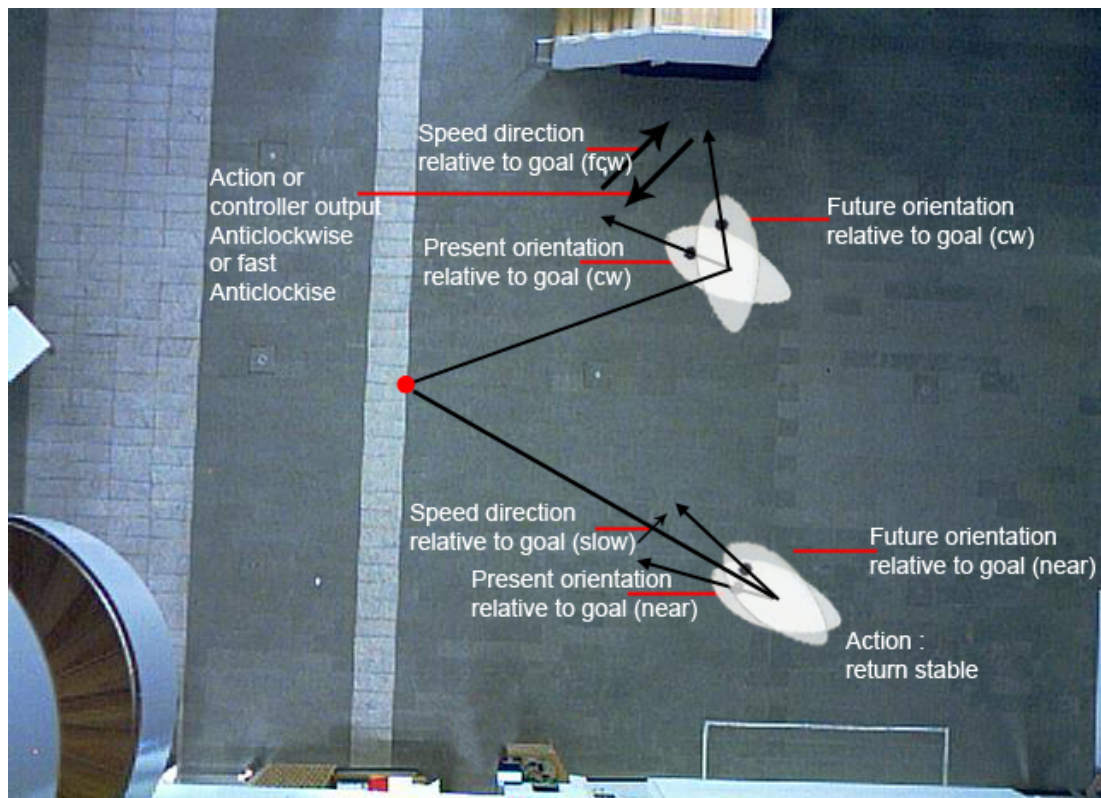 Speed direction
relative to goal (fcw)
Action or
controller output
Anticlockwise
or fast
Anticlockise
Present orientation
relative to goal (cw)
Future orientation
relative to goal (cw)
Speed direction
relative to goal (slow)
Present orientation
relative to goal (near)
Future orientation
relative to goal (near)
Action :
return stable